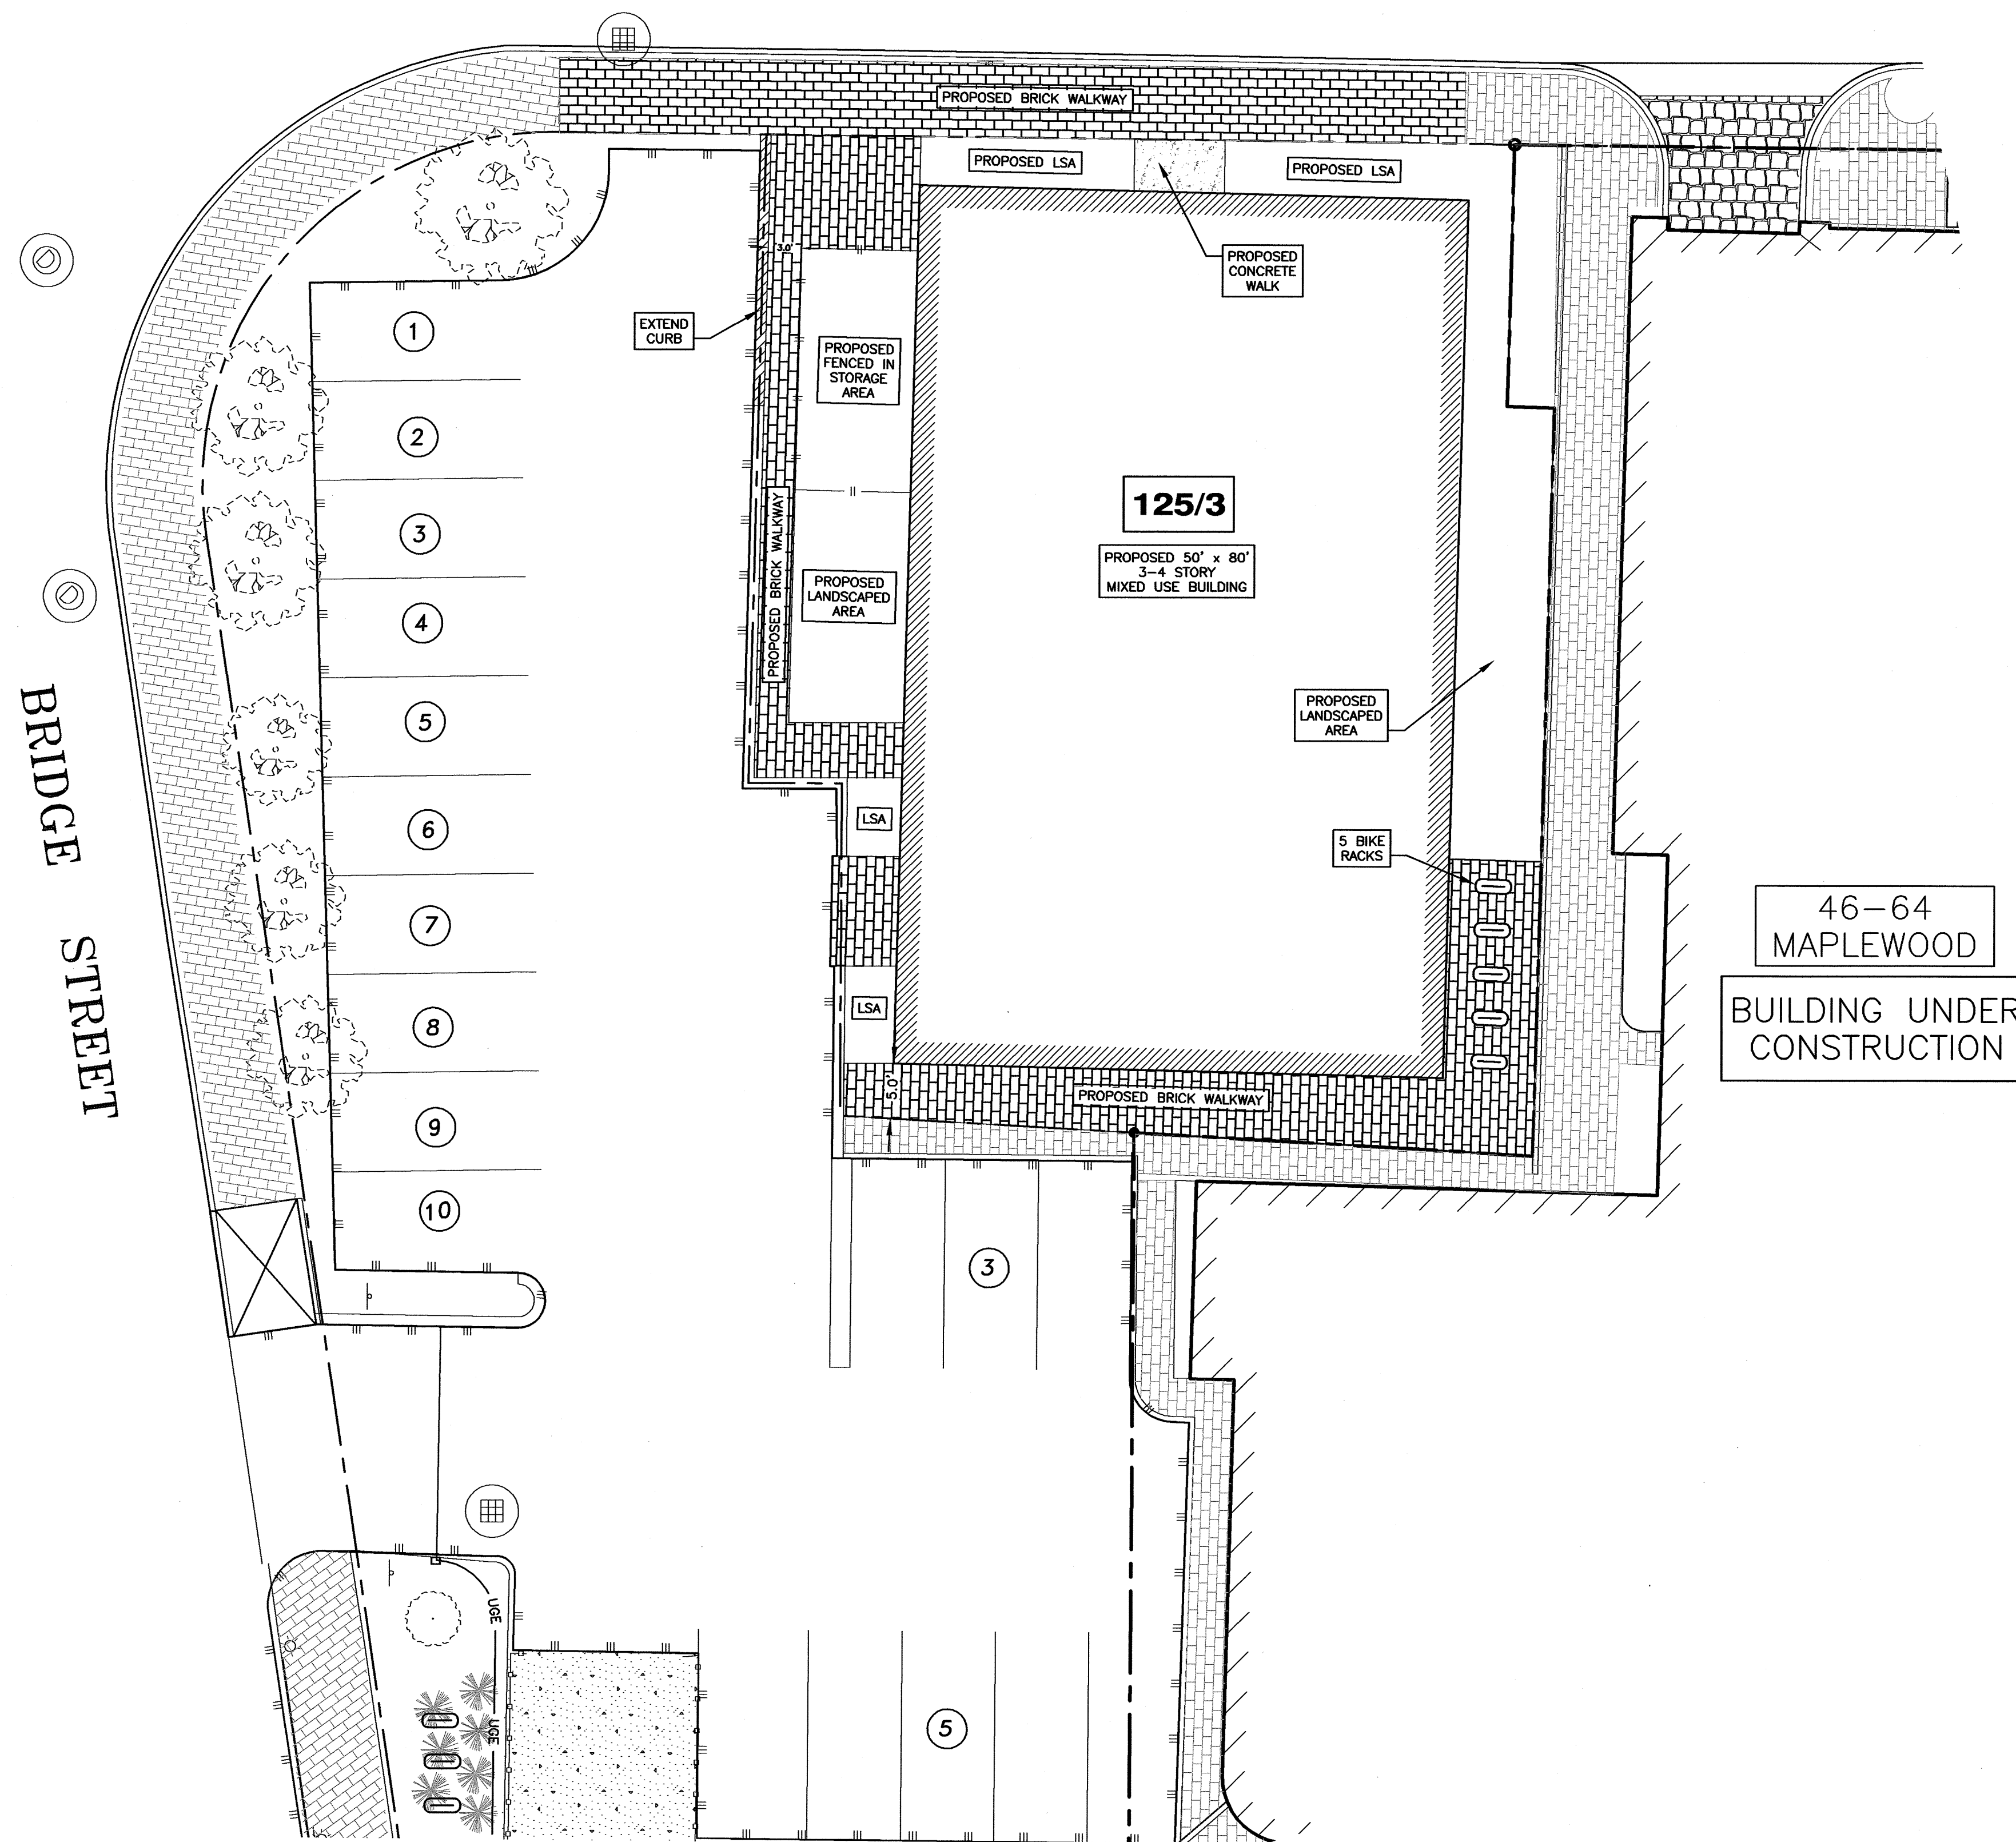 PROPOSED BRICK WALKWAY
PROPOSED LSA
PROPOSED LSA
PROPOSED
CONCRETE
WALK
3.0'
EXTEND
CURB
PROPOSED
FENCED IN
STORAGE
AREA
1
2
3
4
5
6
7
8
9
10
BRIDGE STREET
PROPOSED BRICK WALKWAY
125/3
PROPOSED 50' x 80'
3-4 STORY
MIXED USE BUILDING
PROPOSED
LANDSCAPED
AREA
PROPOSED
LANDSCAPED
AREA
LSA
5 BIKE
RACKS
LSA
5.0'
PROPOSED BRICK WALKWAY
46-64
MAPLEWOOD
BUILDING UNDER
CONSTRUCTION
3
UGE
UGE
5